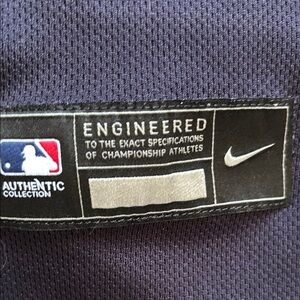 ENGINEERED
TO THE EXACT SPECIFICATIONS
OF CHAMPIONSHIP ATHLETES
AUTHENTIC
COLLECTION